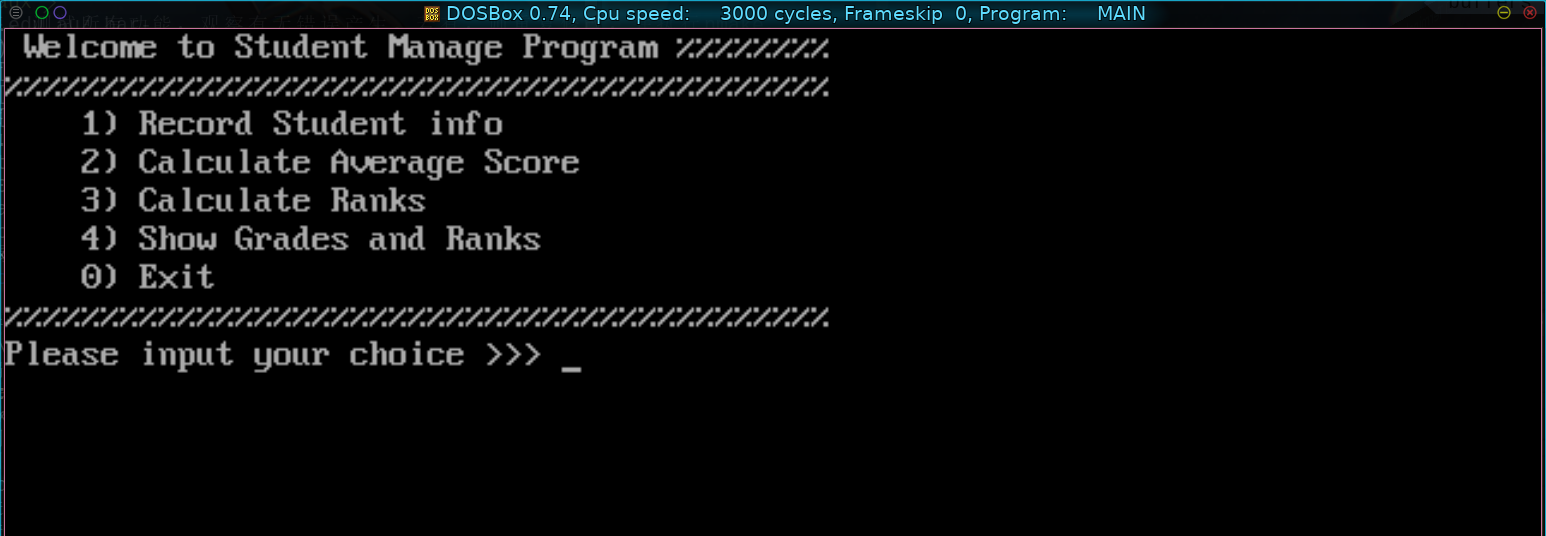 DOSBox 0.74, Cpu speed: 3000 cycles, Frameskip 0, Program: MAIN
Welcome to Student Manage Program %%%%%%%%
%%%%%%%%%%%%%%%%%%%%%%%%%%%%%%%%%%%%%%%%%%%
1) Record Student info
2) Calculate Average Score
3) Calculate Ranks
4) Show Grades and Ranks
0) Exit
%%%%%%%%%%%%%%%%%%%%%%%%%%%%%%%%%%%%%%%%%%%
Please input your choice >>> _